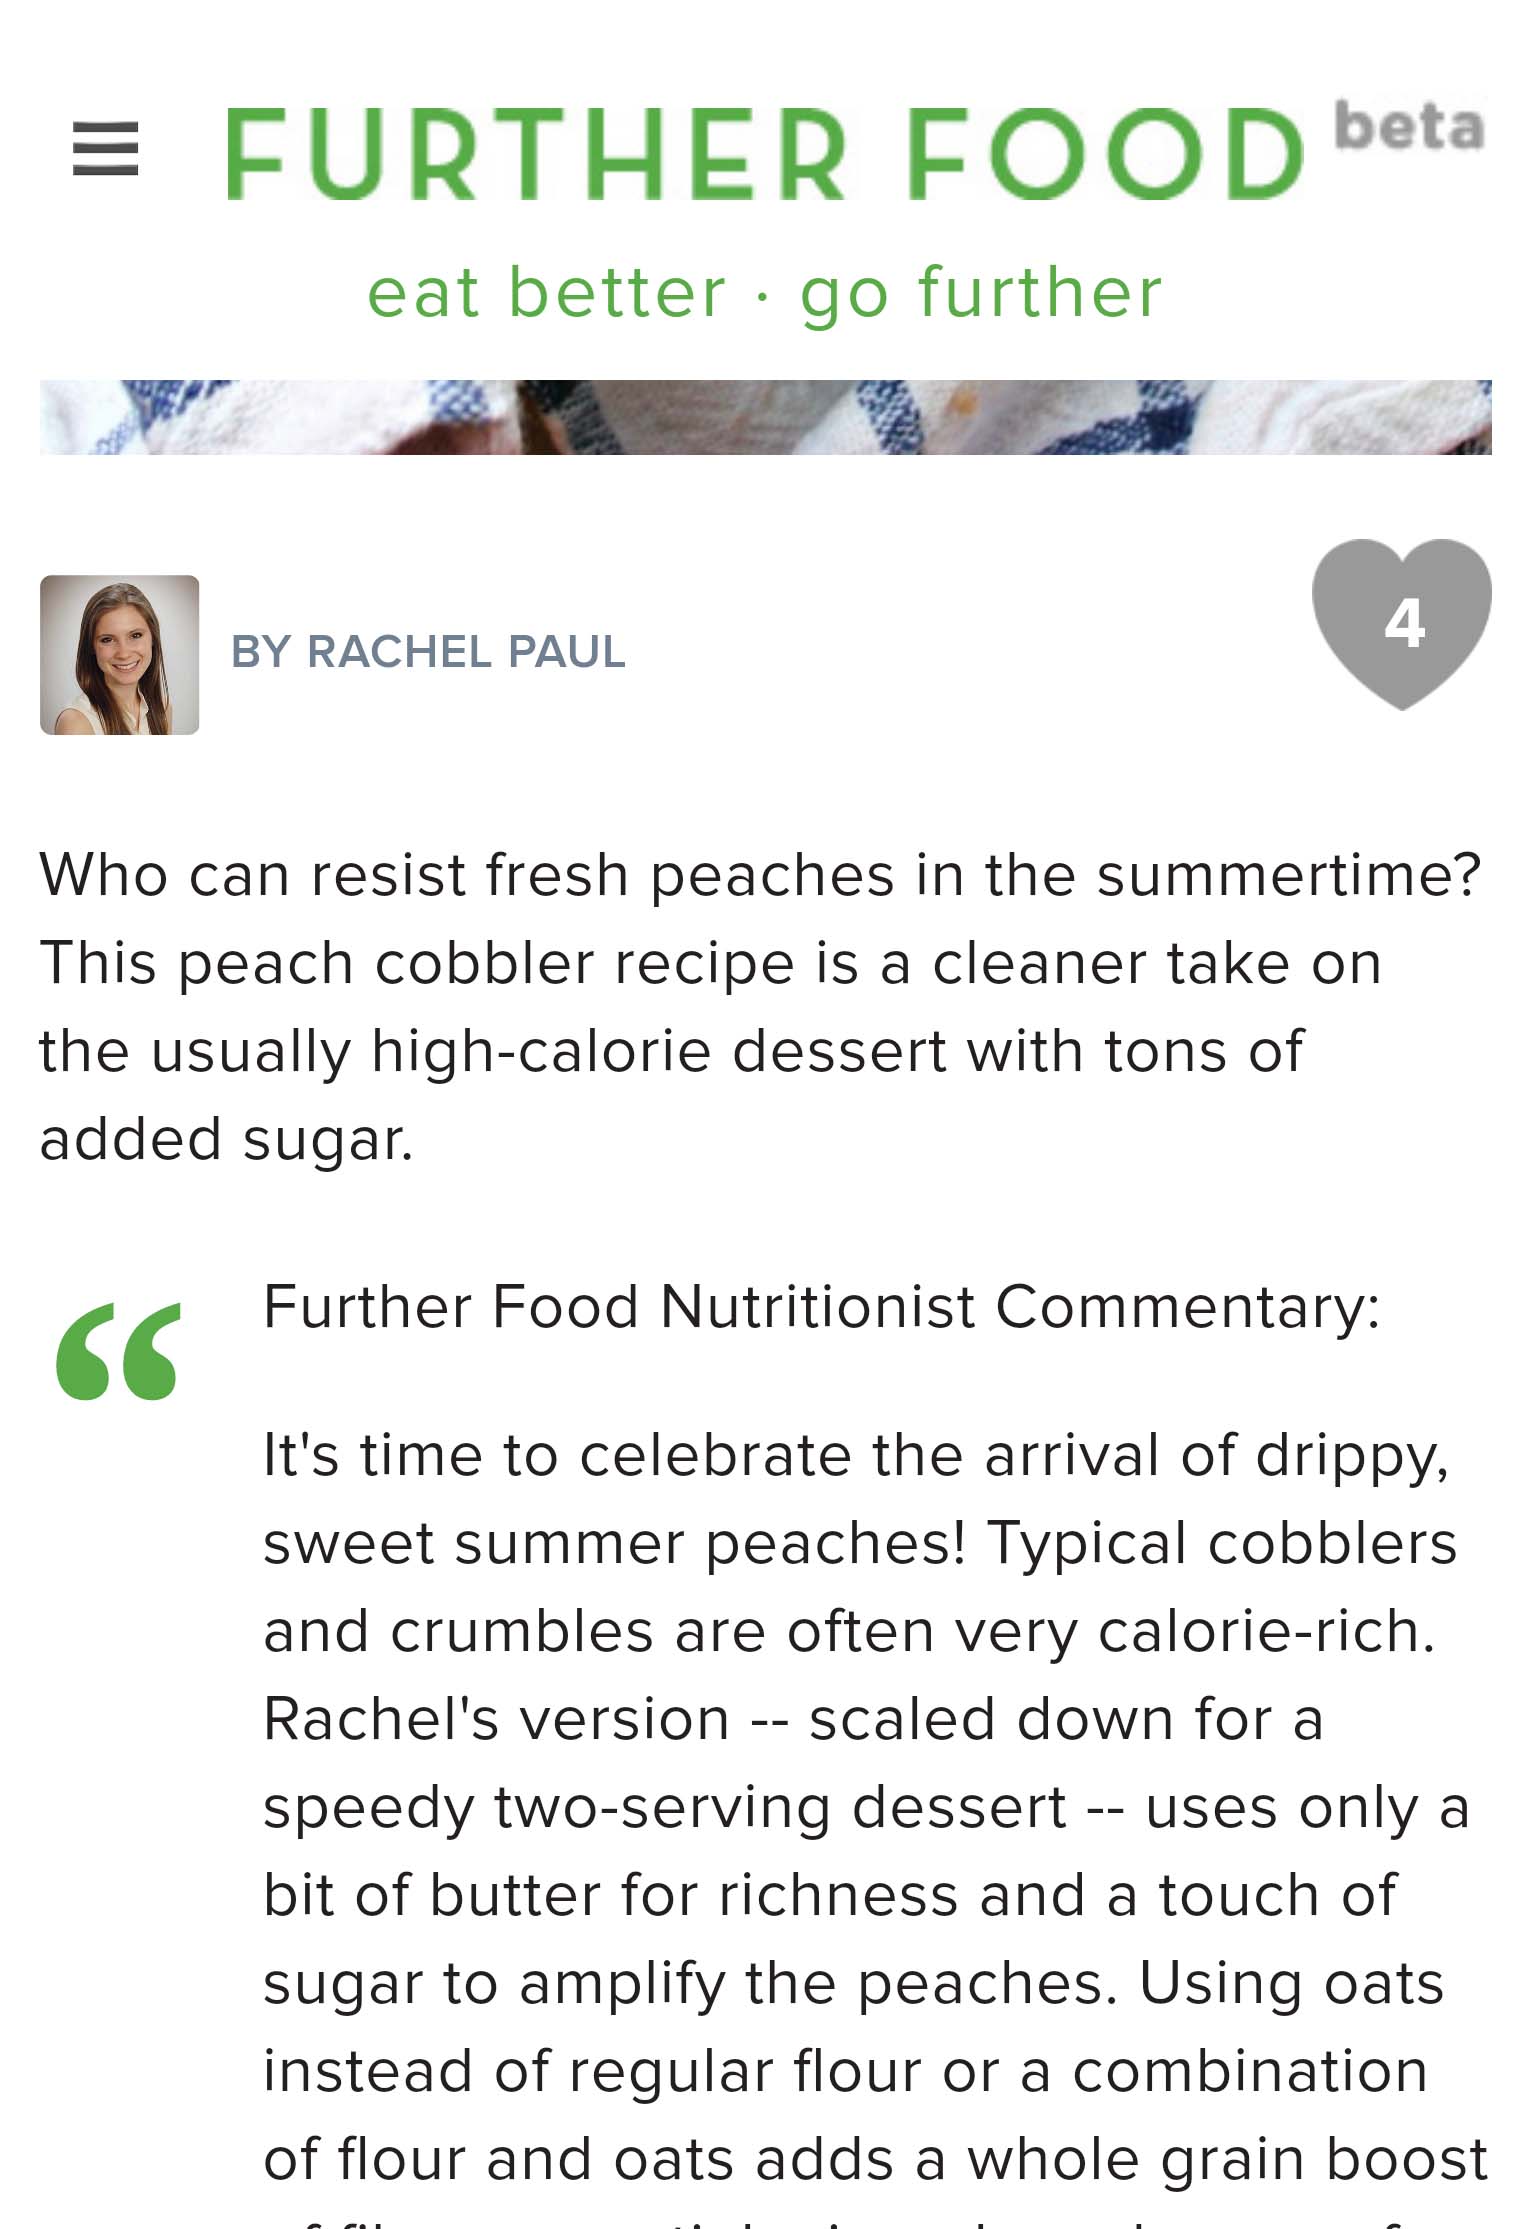 FURTHER FOOD beta
eat better · go further
BY RACHEL PAUL
4
Who can resist fresh peaches in the summertime?
This peach cobbler recipe is a cleaner take on
the usually high-calorie dessert with tons of
added sugar.
“
Further Food Nutritionist Commentary:
It's time to celebrate the arrival of drippy,
sweet summer peaches! Typical cobblers
and crumbles are often very calorie-rich.
Rachel's version -- scaled down for a
speedy two-serving dessert -- uses only a
bit of butter for richness and a touch of
sugar to amplify the peaches. Using oats
instead of regular flour or a combination
of flour and oats adds a whole grain boost